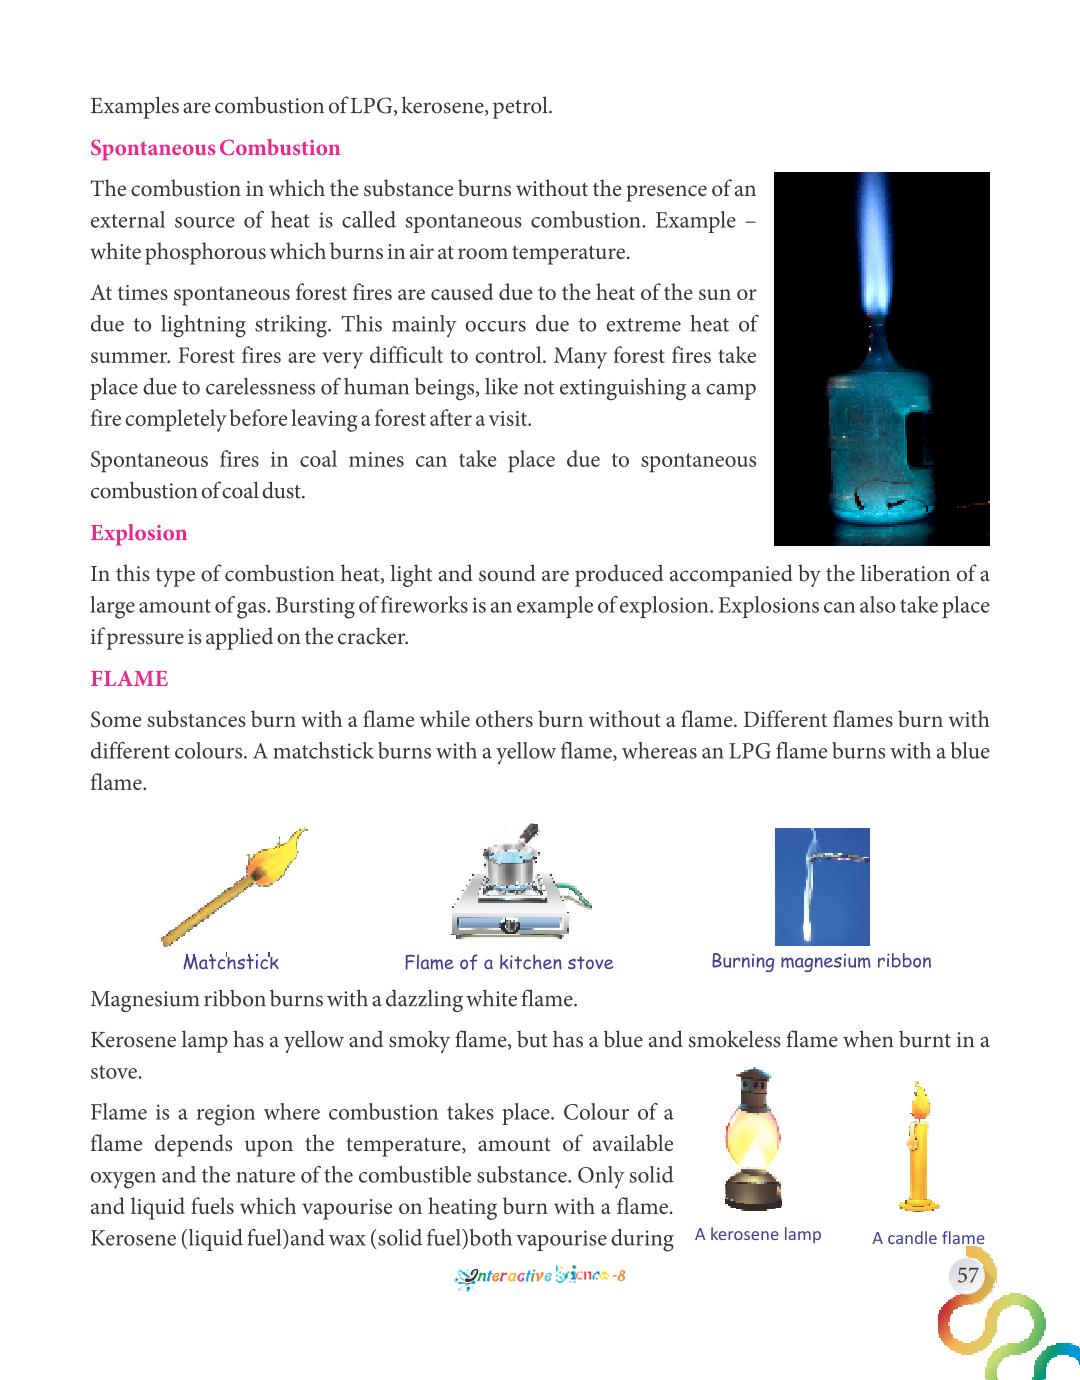 Examples are combustion of LPG, kerosene, petrol.
Spontaneous Combustion
The combustion in which the substance burns without the presence of an
external source of heat is called spontaneous combustion. Example –
white phosphorous which burns in air at room temperature.
At times spontaneous forest fires are caused due to the heat of the sun or
due to lightning striking. This mainly occurs due to extreme heat of
summer. Forest fires are very difficult to control. Many forest fires take
place due to carelessness of human beings, like not extinguishing a camp
fire completely before leaving a forest after a visit.
Spontaneous fires in coal mines can take place due to spontaneous
combustion of coal dust.
Explosion
In this type of combustion heat, light and sound are produced accompanied by the liberation of a
large amount of gas. Bursting of fireworks is an example of explosion. Explosions can also take place
if pressure is applied on the cracker.
FLAME
Some substances burn with a flame while others burn without a flame. Different flames burn with
different colours. A matchstick burns with a yellow flame, whereas an LPG flame burns with a blue
flame.
Matchstick
Flame of a kitchen stove
Burning magnesium ribbon
Magnesium ribbon burns with a dazzling white flame.
Kerosene lamp has a yellow and smoky flame, but has a blue and smokeless flame when burnt in a
stove.
Flame is a region where combustion takes place. Colour of a
flame depends upon the temperature, amount of available
oxygen and the nature of the combustible substance. Only solid
and liquid fuels which vapourise on heating burn with a flame.
Kerosene (liquid fuel)and wax (solid fuel)both vapourise during
A kerosene lamp
A candle flame
Interactive Science -8
57